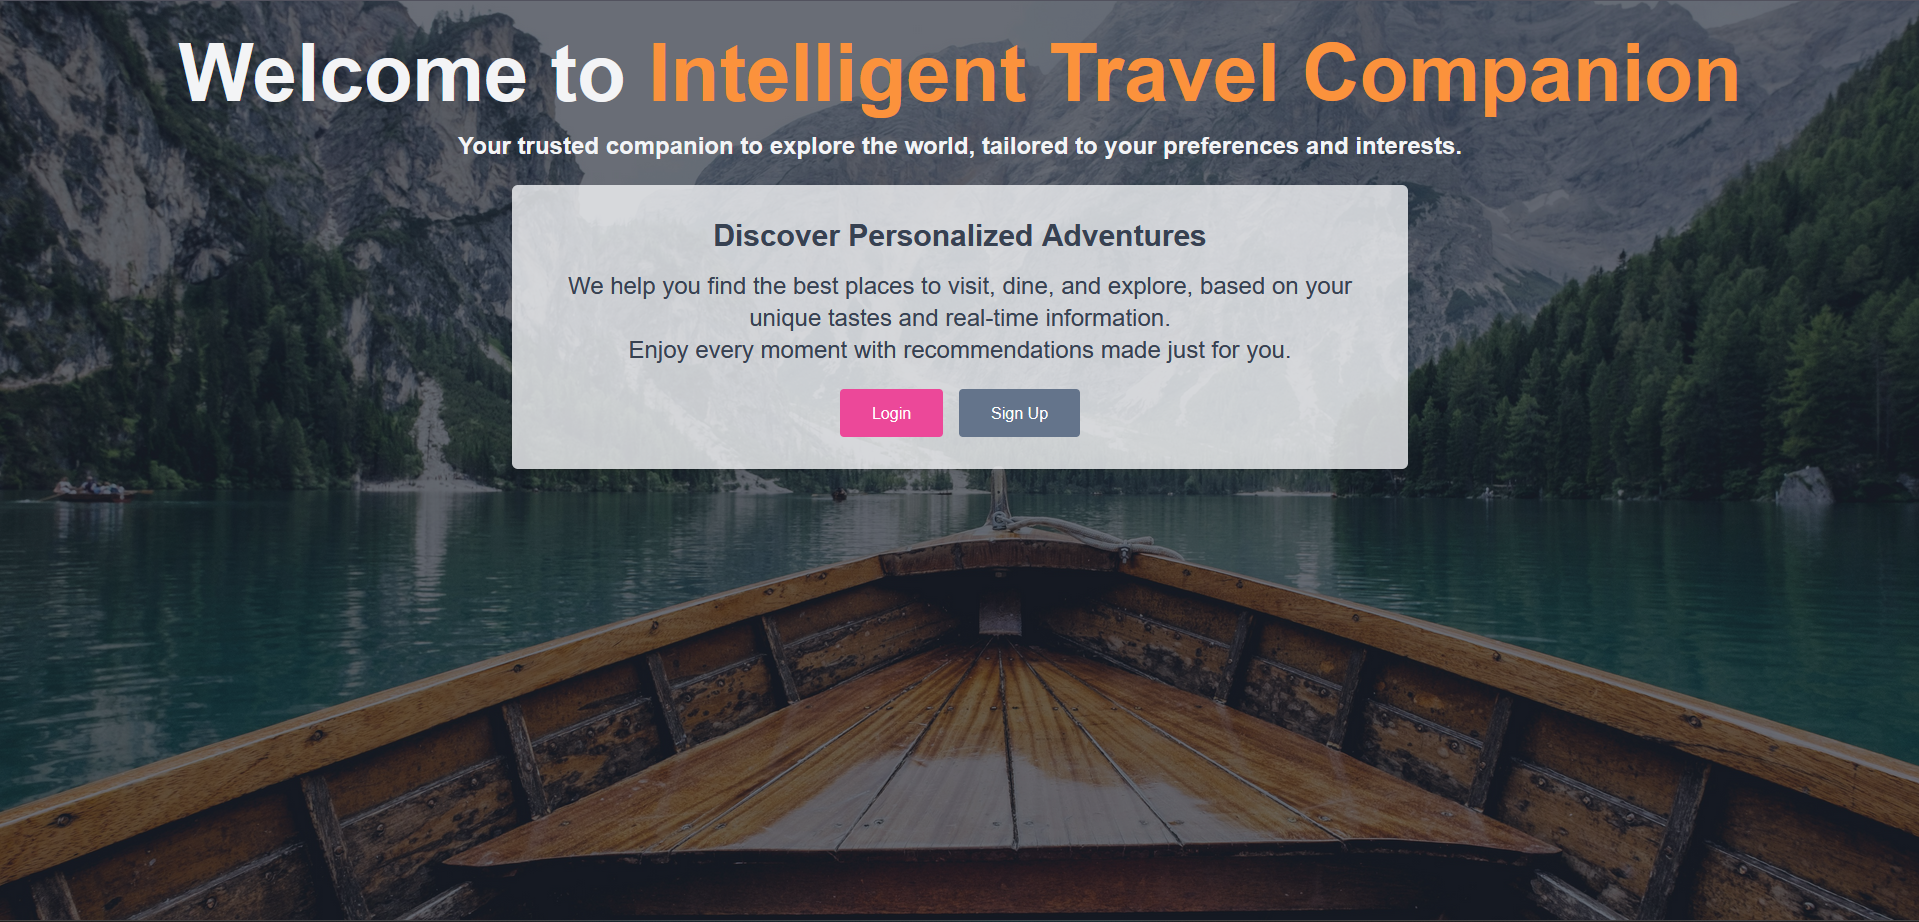 Welcome to Intelligent Travel Companion
Your trusted companion to explore the world, tailored to your preferences and interests.
Discover Personalized Adventures
We help you find the best places to visit, dine, and explore, based on your
unique tastes and real-time information.
Enjoy every moment with recommendations made just for you.
Login
Sign Up